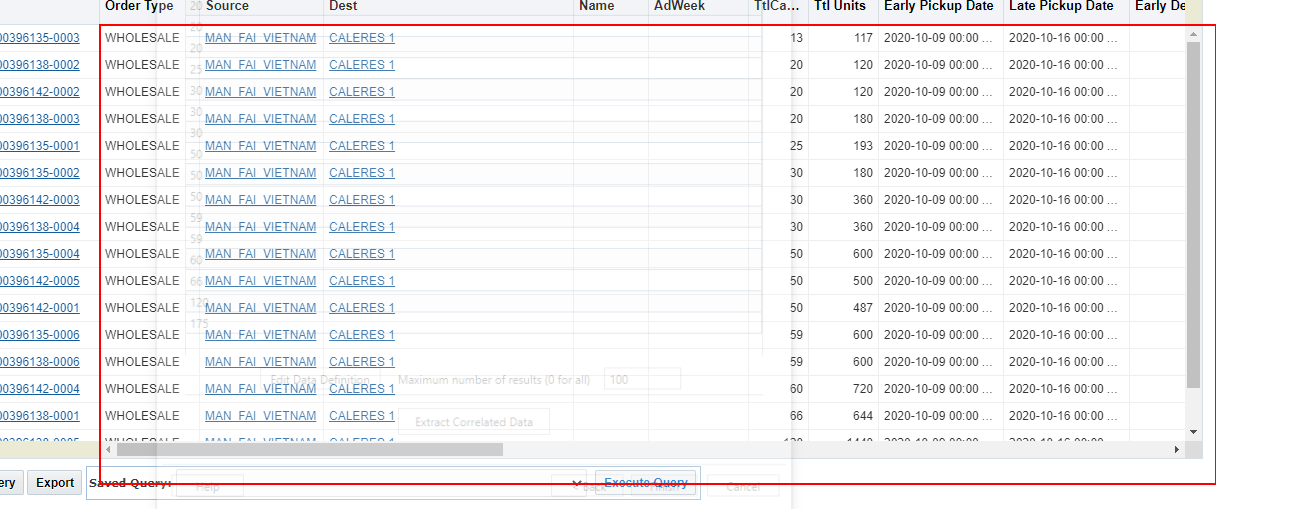 Order Type 20 Source Dest Name AdWeek TtlCa... Ttl Units Early Pickup Date Late Pickup Date Early De
00396135-0003 WHOLESALE MAN_FAI_VIETNAM CALERES 1 13 117 2020-10-09 00:00 ... 2020-10-16 00:00 ...
00396138-0002 WHOLESALE MAN_FAI_VIETNAM CALERES 1 20 120 2020-10-09 00:00 ... 2020-10-16 00:00 ...
00396142-0002 WHOLESALE MAN_FAI_VIETNAM CALERES 1 20 120 2020-10-09 00:00 ... 2020-10-16 00:00 ...
00396138-0003 WHOLESALE MAN_FAI_VIETNAM CALERES 1 20 180 2020-10-09 00:00 ... 2020-10-16 00:00 ...
00396135-0001 WHOLESALE MAN_FAI_VIETNAM CALERES 1 25 193 2020-10-09 00:00 ... 2020-10-16 00:00 ...
00396135-0002 WHOLESALE MAN_FAI_VIETNAM CALERES 1 30 180 2020-10-09 00:00 ... 2020-10-16 00:00 ...
00396142-0003 WHOLESALE MAN_FAI_VIETNAM CALERES 1 30 360 2020-10-09 00:00 ... 2020-10-16 00:00 ...
00396138-0004 WHOLESALE MAN_FAI_VIETNAM CALERES 1 30 360 2020-10-09 00:00 ... 2020-10-16 00:00 ...
00396135-0004 WHOLESALE MAN_FAI_VIETNAM CALERES 1 50 600 2020-10-09 00:00 ... 2020-10-16 00:00 ...
00396142-0005 WHOLESALE MAN_FAI_VIETNAM CALERES 1 50 500 2020-10-09 00:00 ... 2020-10-16 00:00 ...
00396142-0001 WHOLESALE MAN_FAI_VIETNAM CALERES 1 50 487 2020-10-09 00:00 ... 2020-10-16 00:00 ...
00396135-0006 WHOLESALE MAN_FAI_VIETNAM CALERES 1 59 600 2020-10-09 00:00 ... 2020-10-16 00:00 ...
00396138-0006 WHOLESALE MAN_FAI_VIETNAM CALERES 1 59 600 2020-10-09 00:00 ... 2020-10-16 00:00 ...
00396142-0004 WHOLESALE MAN_FAI_VIETNAM CALERES 1 60 720 2020-10-09 00:00 ... 2020-10-16 00:00 ...
00396138-0001 WHOLESALE MAN_FAI_VIETNAM CALERES 1 66 644 2020-10-09 00:00 ... 2020-10-16 00:00 ...
20
20
25
30
30
50
50
59
59
60
66
120
175
Edit Data Definition Maximum number of results (0 for all) 100
Extract Correlated Data
ery Export Saved Query: Execute Query
Help < Back Finish Cancel